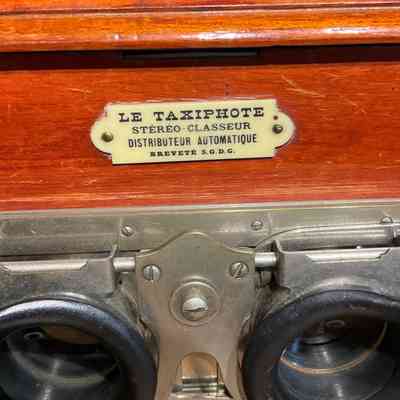 LE TAXIPHOTE
STÉRÉO-CLASSEUR
DISTRIBUTEUR AUTOMATIQUE
BREVETÉ S.G.D.G.